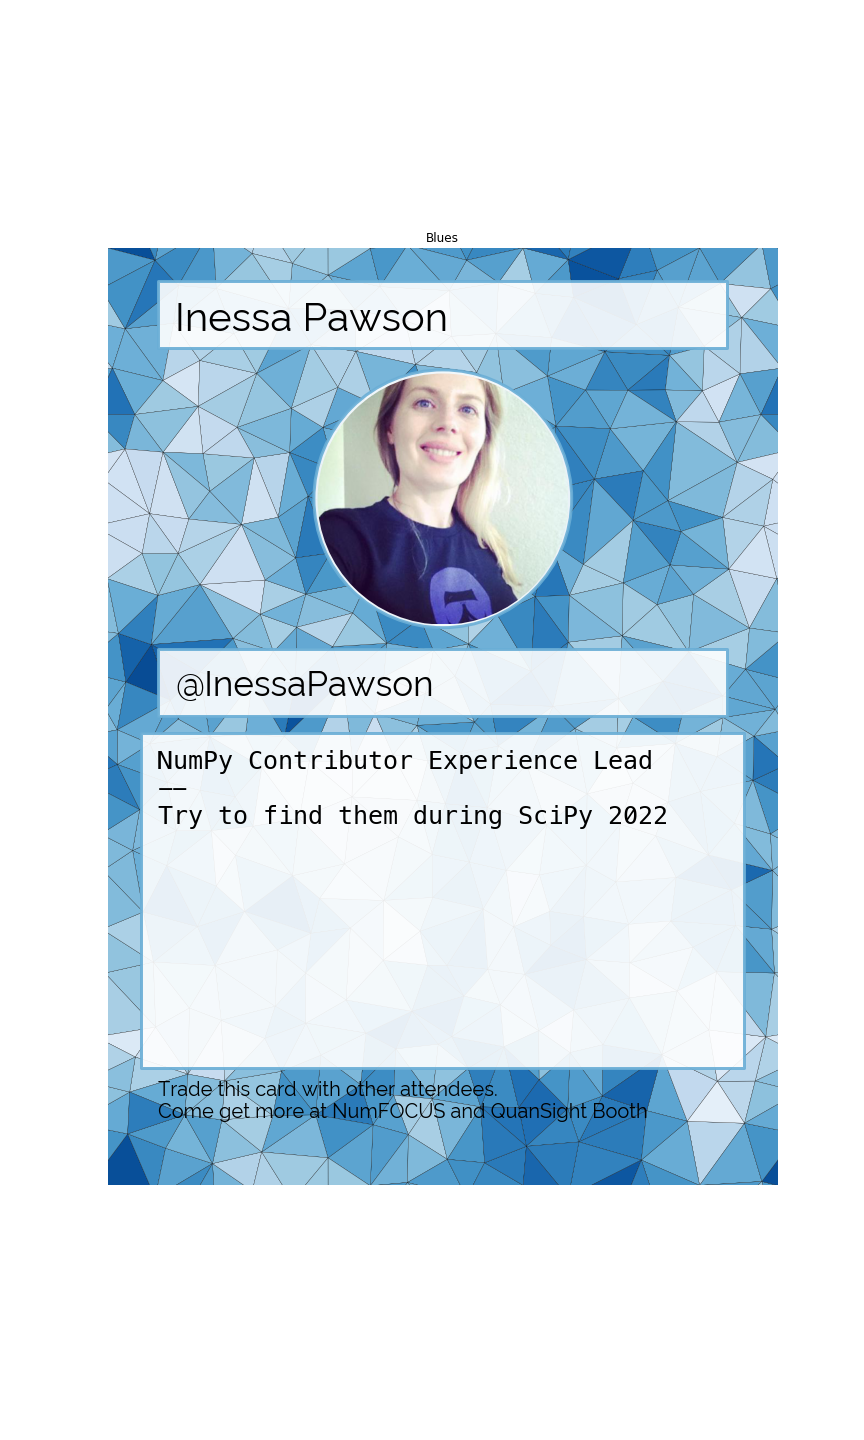 Blues
Inessa Pawson
@InessaPawson
NumPy Contributor Experience Lead
——
Try to find them during SciPy 2022
Trade this card with other attendees.
Come get more at NumFOCUS and QuanSight Booth